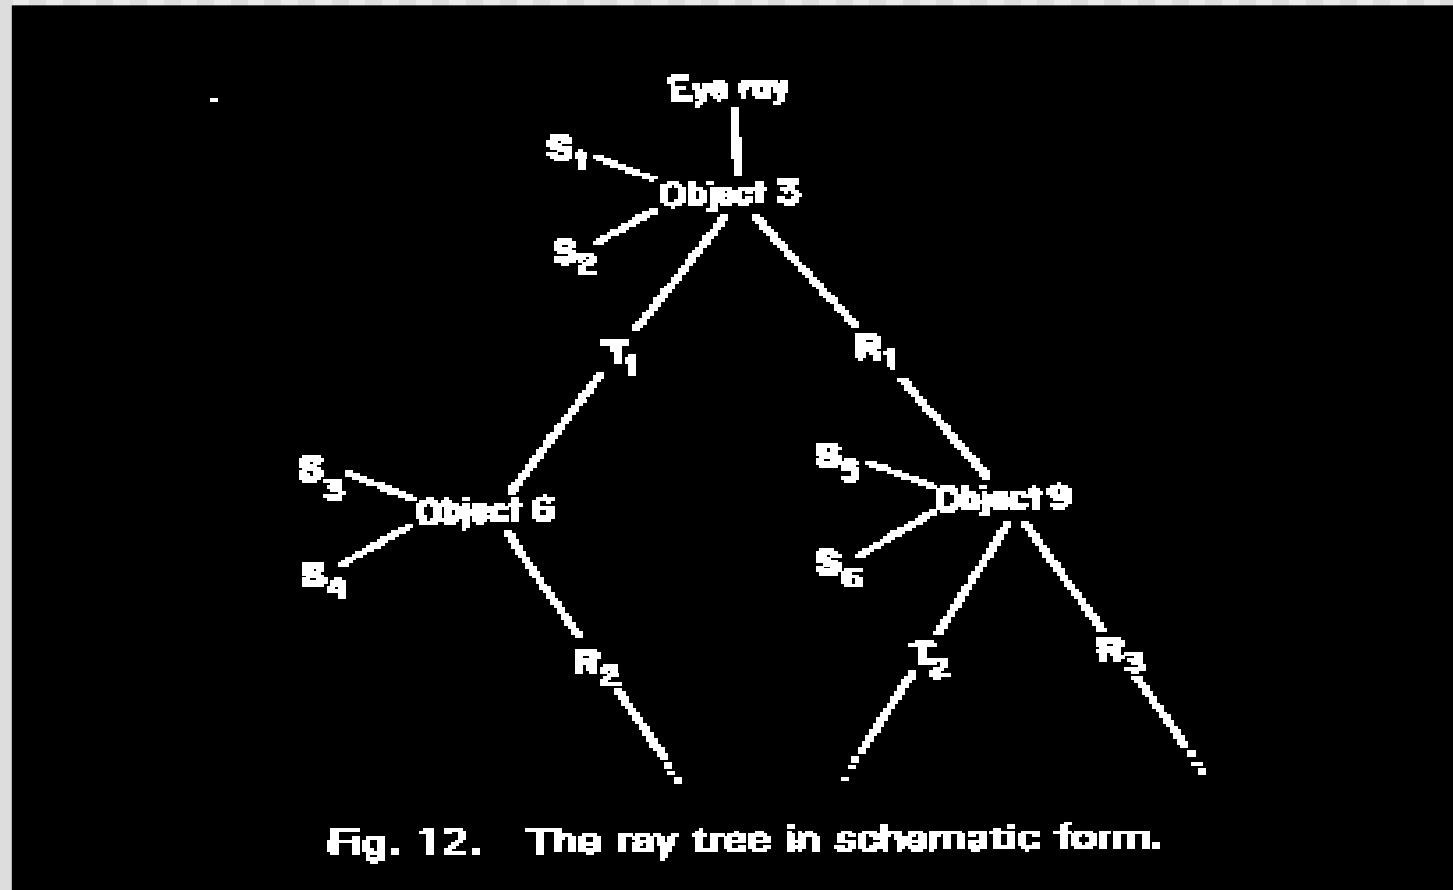 Eye ray
S1
Object 3
S2
T1
R1
S3
S5
Object 6
Object 9
S4
S6
R2
T2
R3
Fig. 12. The ray tree in schematic form.